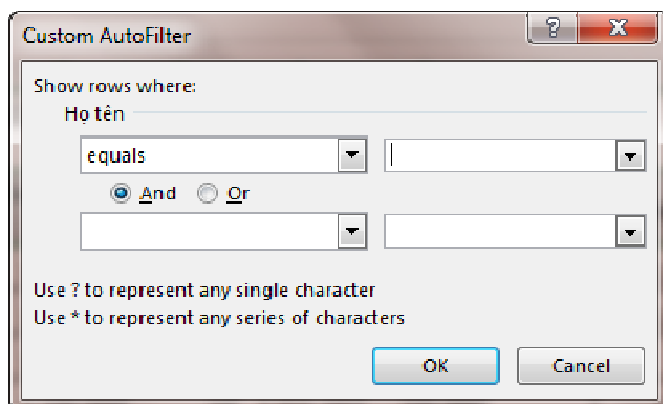 Custom AutoFilter
Show rows where:
Họ tên
equals
And Or
Use ? to represent any single character
Use * to represent any series of characters
OK Cancel